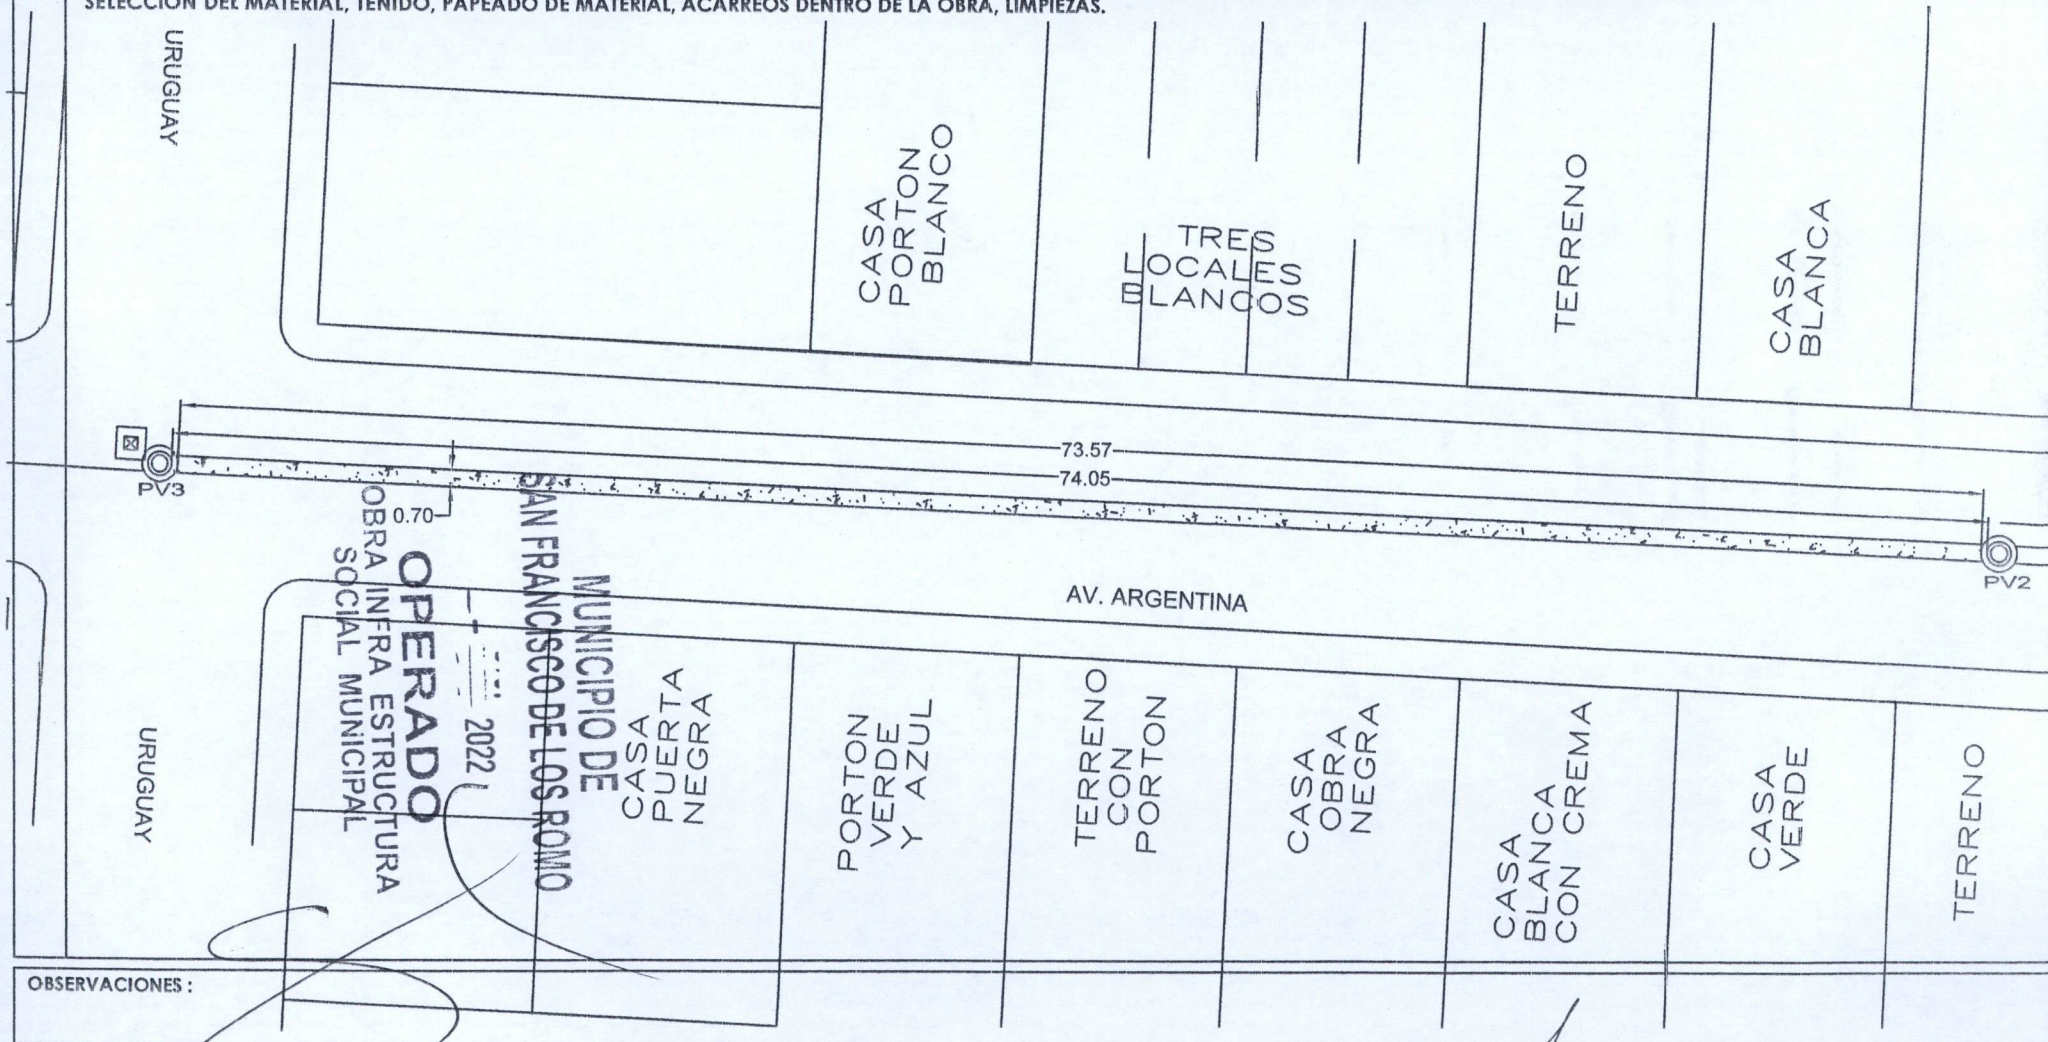 SELECCIÓN DEL MATERIAL, TENIDO, PAPEADO DE MATERIAL, ACARREOS DENTRO DE LA OBRA, LIMPIEZAS.
URUGUAY
CASA
PORTON
BLANCO
TRES
LOCALES
BLANCOS
TERRENO
CASA
BLANCA
73.57
74.05
PV3
0.70
PV2
AV. ARGENTINA
MUNICIPIO DE
SAN FRANCISCO DE LOS ROMO
2022
OPERADO
OBRA INFRA ESTRUCTURA
SOCIAL MUNICIPAL
URUGUAY
CASA
PUERTA
NEGRA
PORTON
VERDE
Y AZUL
TERRENO
CON
PORTON
CASA
OBRA
NEGRA
CASA
BLANCA
CON CREMA
CASA
VERDE
TERRENO
OBSERVACIONES :